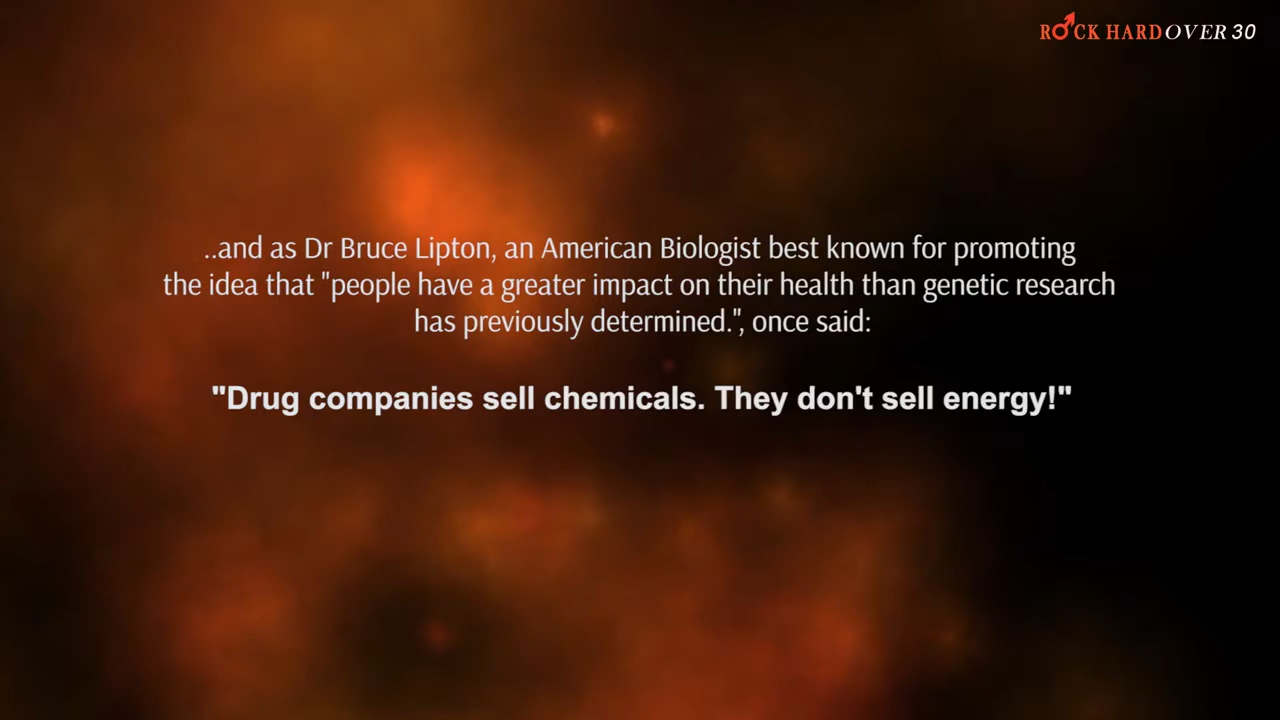 ROCK HARD OVER 30
..and as Dr Bruce Lipton, an American Biologist best known for promoting
the idea that "people have a greater impact on their health than genetic research
has previously determined.", once said:
"Drug companies sell chemicals. They don't sell energy!"